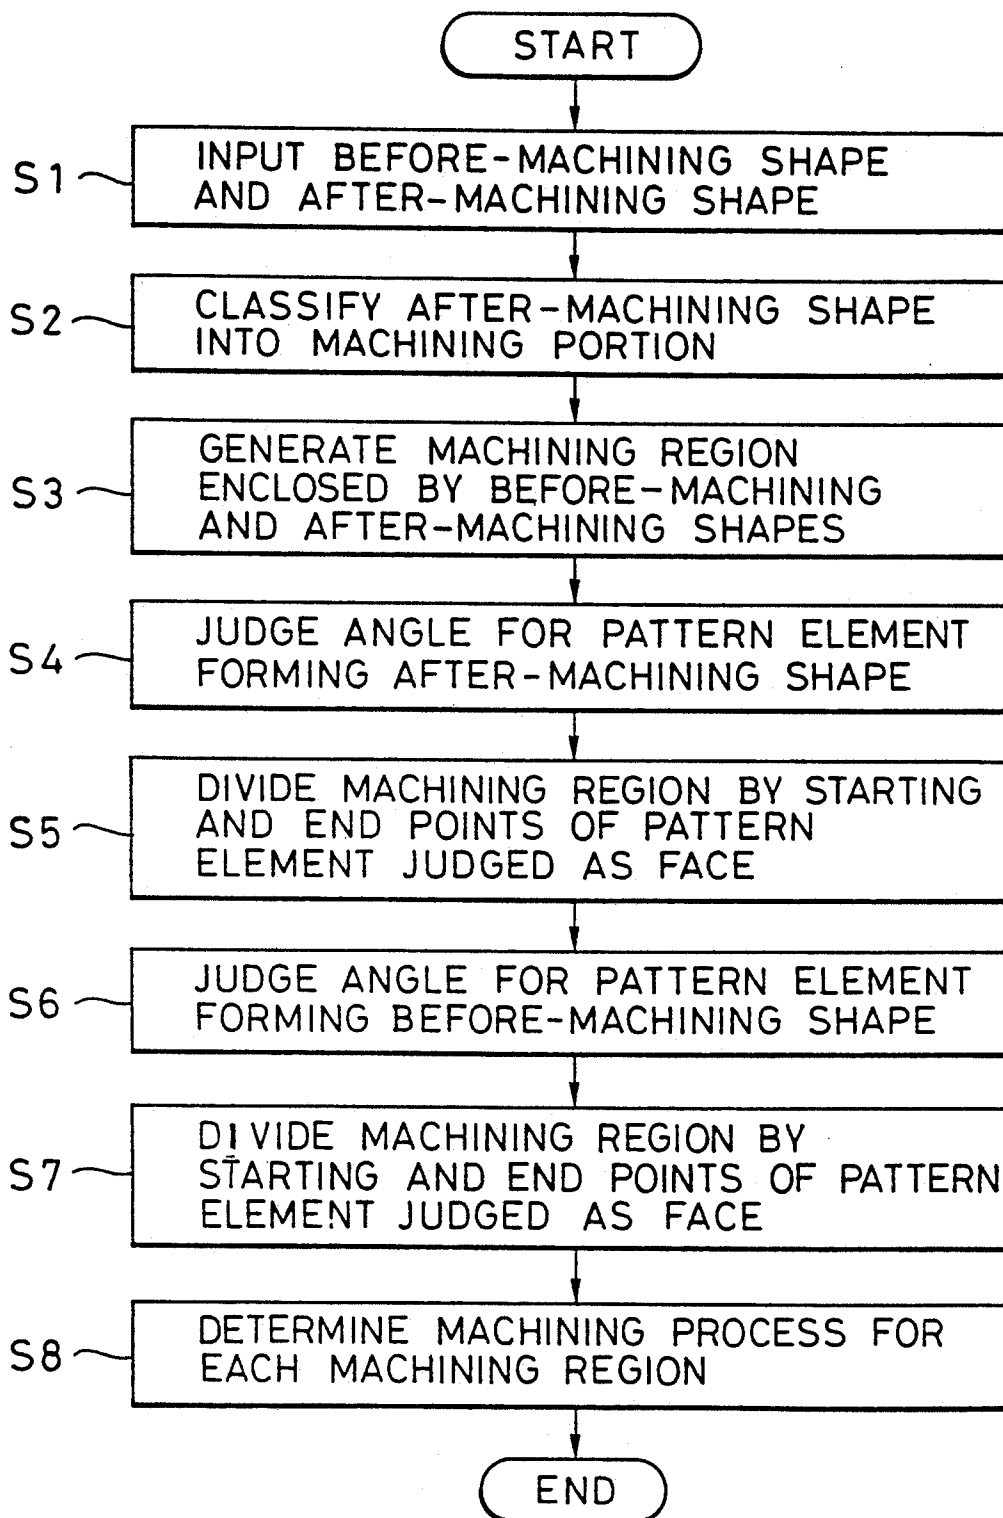 START
S1
INPUT BEFORE-MACHINING SHAPE
AND AFTER-MACHINING SHAPE
S2
CLASSIFY AFTER-MACHINING SHAPE
INTO MACHINING PORTION
S3
GENERATE MACHINING REGION
ENCLOSED BY BEFORE-MACHINING
AND AFTER-MACHINING SHAPES
S4
JUDGE ANGLE FOR PATTERN ELEMENT
FORMING AFTER-MACHINING SHAPE
S5
DIVIDE MACHINING REGION BY STARTING
AND END POINTS OF PATTERN
ELEMENT JUDGED AS FACE
S6
JUDGE ANGLE FOR PATTERN ELEMENT
FORMING BEFORE-MACHINING SHAPE
S7
DIVIDE MACHINING REGION BY
STARTING AND END POINTS OF PATTERN
ELEMENT JUDGED AS FACE
S8
DETERMINE MACHINING PROCESS FOR
EACH MACHINING REGION
END